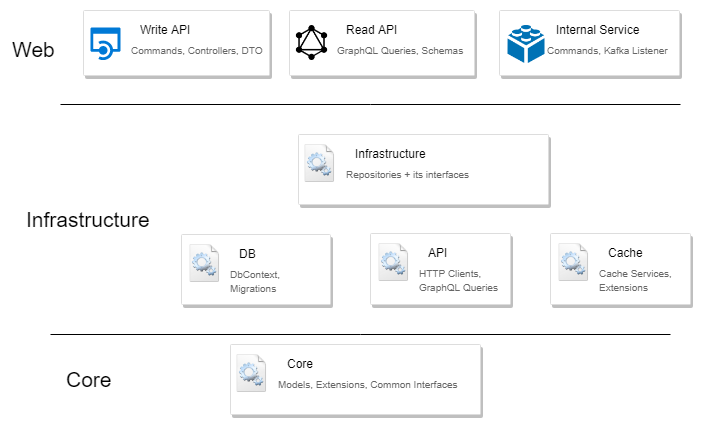 Web
Write API
Commands, Controllers, DTO
Read API
GraphQL Queries, Schemas
Internal Service
Commands, Kafka Listener
Infrastructure
Infrastructure
Repositories + its interfaces
DB
DbContext,
Migrations
API
HTTP Clients,
GraphQL Queries
Cache
Cache Services,
Extensions
Core
Core
Models, Extensions, Common Interfaces